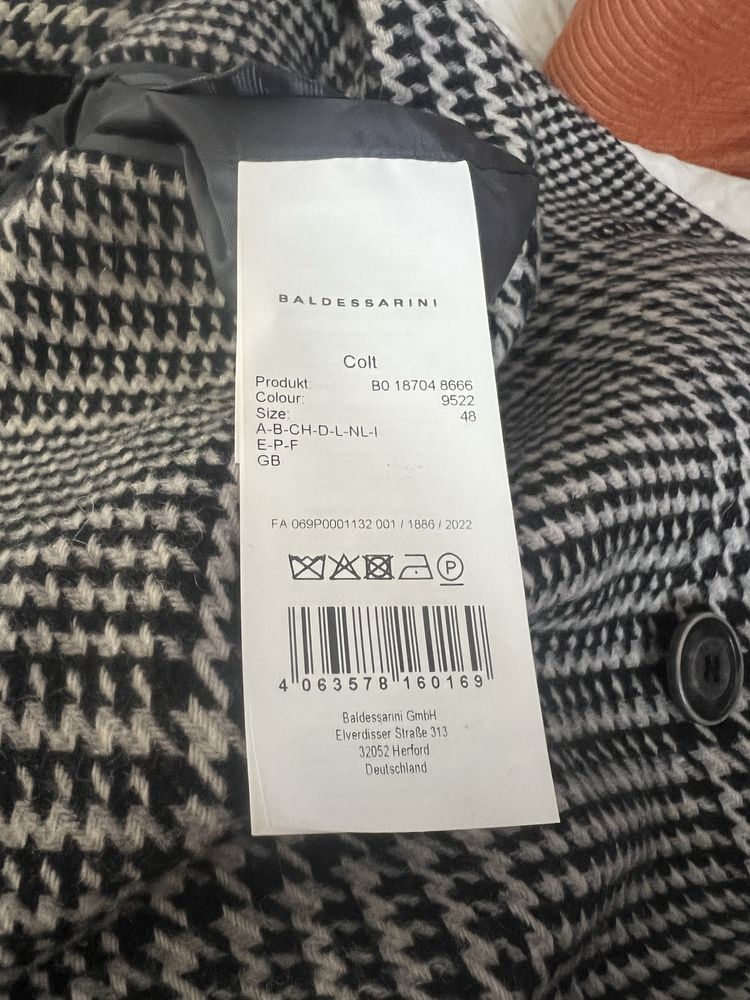 BALDESSARINI
Colt
Produkt: B0 18704 8666
Colour: 9522
Size: 48
A-B-CH-D-L-NL-I
E-P-F
GB
FA 069P0001132 001 / 1886 / 2022
P
4 063578 160169
Baldessarini GmbH
Elverdisser Straße 313
32052 Herford
Deutschland